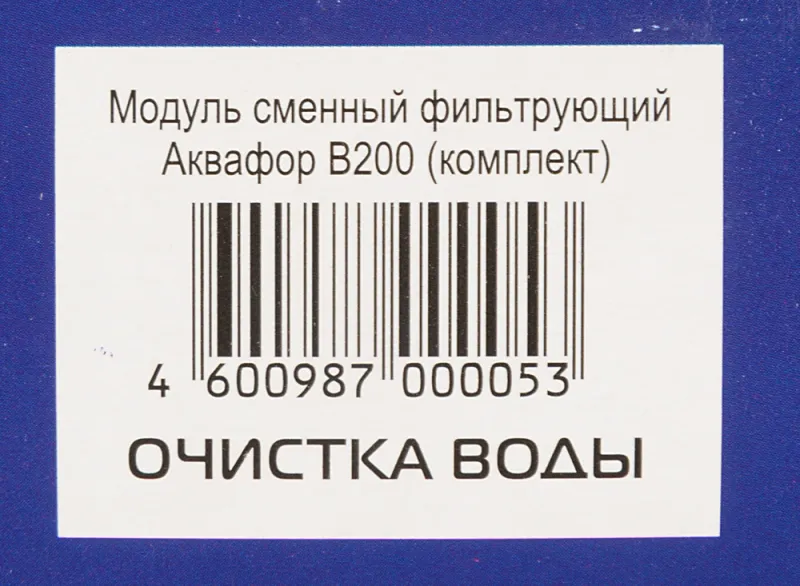 Модуль сменный фильтрующий
Аквафор В200 (комплект)
4 600987 000053
ОЧИСТКА ВОДЫ